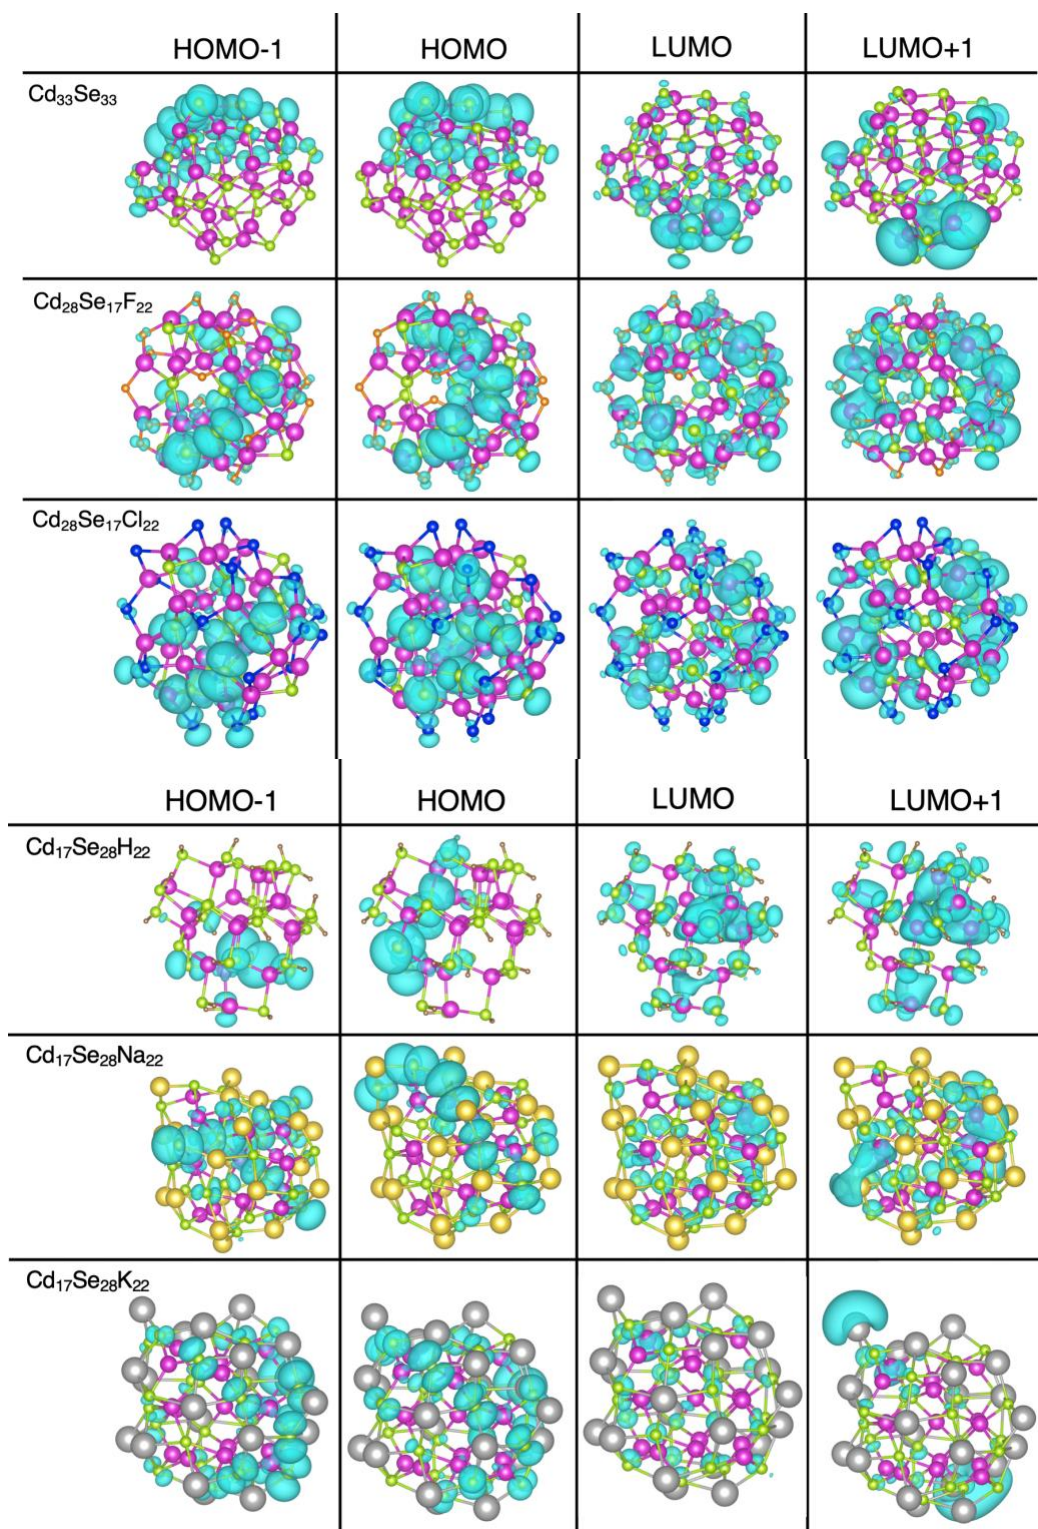 HOMO-1 HOMO LUMO LUMO+1
Cd₃₃Se₃₃
Cd₂₈Se₁₇F₂₂
Cd₂₈Se₁₇Cl₂₂
HOMO-1 HOMO LUMO LUMO+1
Cd₁₇Se₂₈H₂₂
Cd₁₇Se₂₈Na₂₂
Cd₁₇Se₂₈K₂₂